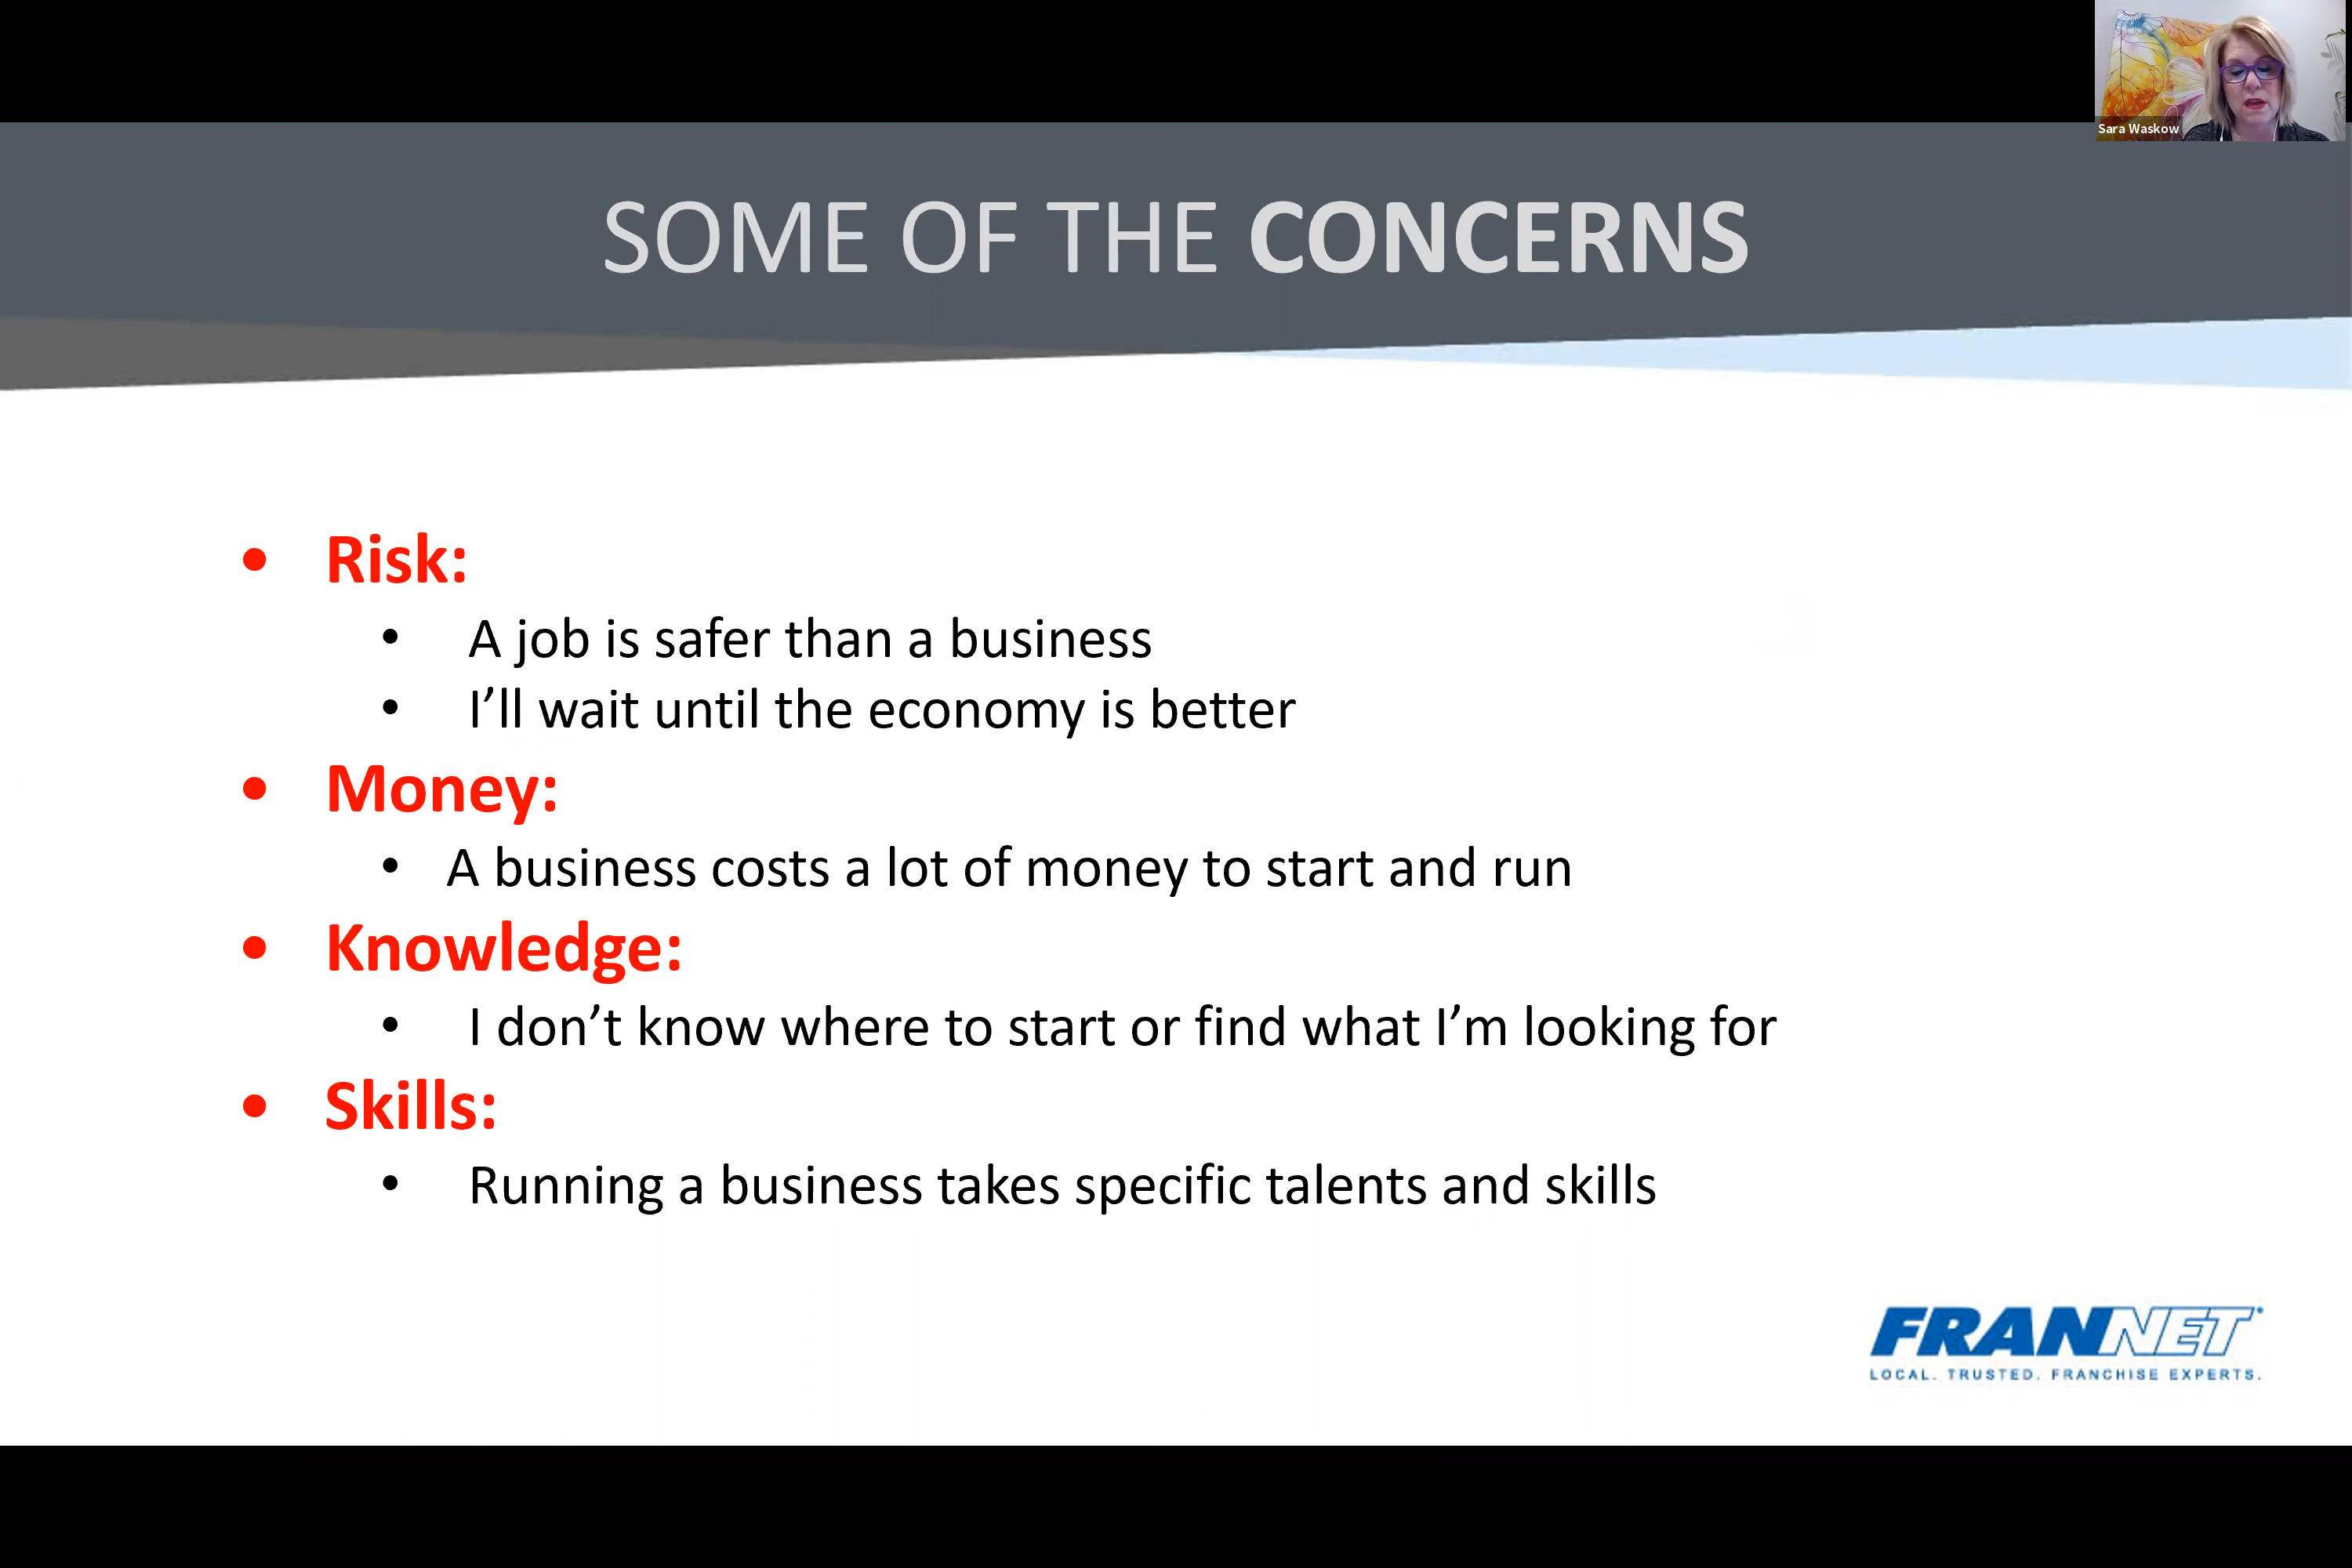 Sara Waskow
SOME OF THE CONCERNS
• Risk:
• A job is safer than a business
• I’ll wait until the economy is better
• Money:
• A business costs a lot of money to start and run
• Knowledge:
• I don’t know where to start or find what I’m looking for
• Skills:
• Running a business takes specific talents and skills
FRANNET
LOCAL. TRUSTED. FRANCHISE EXPERTS.